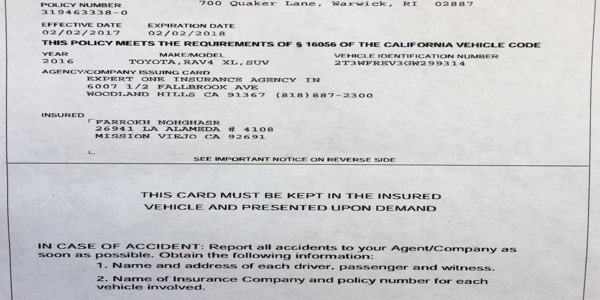 700 Quaker Lane, Warwick, RI 02887
POLICY NUMBER
319463338-0
EFFECTIVE DATE EXPIRATION DATE
02/02/2017 02/02/2018
THIS POLICY MEETS THE REQUIREMENTS OF § 16056 OF THE CALIFORNIA VEHICLE CODE
YEAR MAKE/MODEL VEHICLE IDENTIFICATION NUMBER
2016 TOYOTA,RAV4 XL,SUV 2T3WFREV3GW299314
AGENCY/COMPANY ISSUING CARD
EXPERT ONE INSURANCE AGENCY IN
6007 1/2 FALLBROOK AVE
WOODLAND HILLS CA 91367 (818)887-2300
INSURED
FARROKH NOHGHASR
26941 LA ALAMEDA # 4108
MISSION VIEJO CA 92691
SEE IMPORTANT NOTICE ON REVERSE SIDE
THIS CARD MUST BE KEPT IN THE INSURED
VEHICLE AND PRESENTED UPON DEMAND
IN CASE OF ACCIDENT: Report all accidents to your Agent/Company as
soon as possible. Obtain the following information:
1. Name and address of each driver, passenger and witness.
2. Name of Insurance Company and policy number for each
vehicle involved.